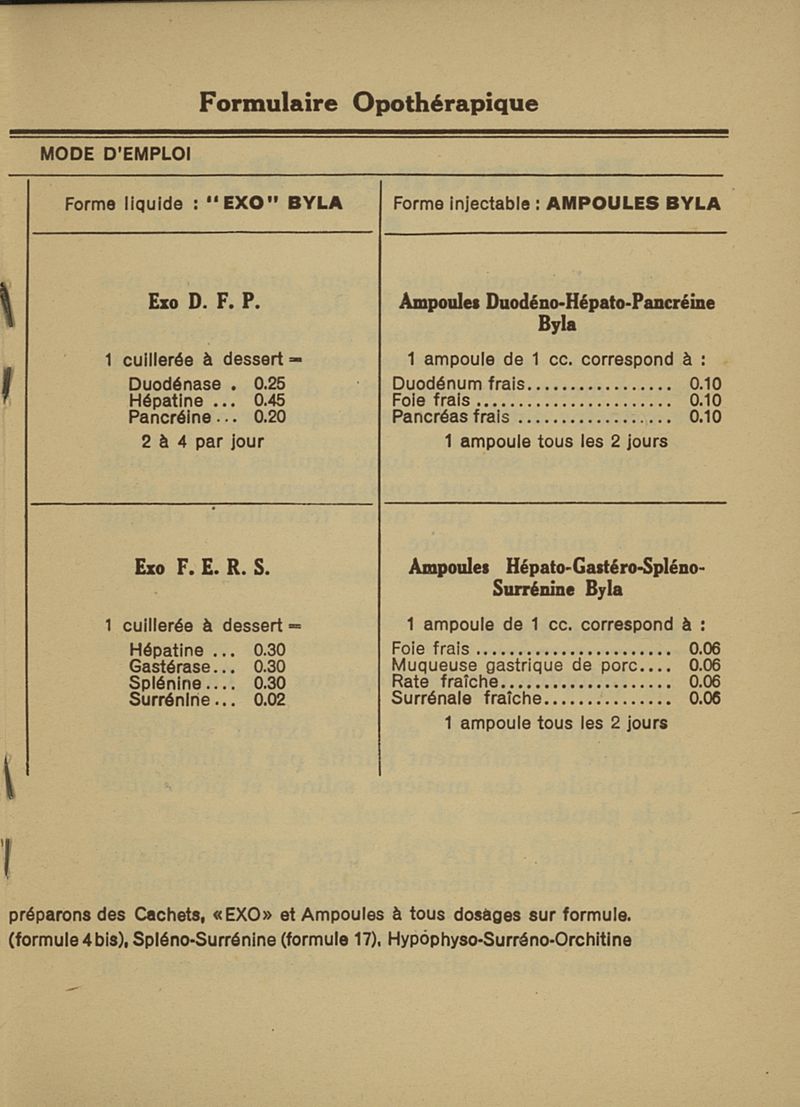 Formulaire Opothérapique
MODE D'EMPLOI
Forme liquide : "EXO" BYLA
Exo D. F. P.
1 cuillerée à dessert =
Duodénase . 0.25
Hépatine ... 0.45
Pancréine ... 0.20
2 à 4 par jour
Exo F. E. R. S.
1 cuillerée à dessert =
Hépatine ... 0.30
Gastérase... 0.30
Splénine .... 0.30
Surrénine ... 0.02
Forme injectable : AMPOULES BYLA
Ampoules Duodéno-Hépato-Pancréine
Byla
1 ampoule de 1 cc. correspond à :
Duodénum frais................. 0.10
Foie frais ........................ 0.10
Pancréas frais ................... 0.10
1 ampoule tous les 2 jours
Ampoules Hépato-Gastéro-Spléno-
Surrénine Byla
1 ampoule de 1 cc. correspond à :
Foie frais ........................ 0.06
Muqueuse gastrique de porc.... 0.06
Rate fraîche..................... 0.06
Surrénale fraîche............... 0.06
1 ampoule tous les 2 jours
préparons des Cachets, «EXO» et Ampoules à tous dosages sur formule.
(formule 4 bis), Spléno-Surrénine (formule 17), Hypophyso-Surréno-Orchitine